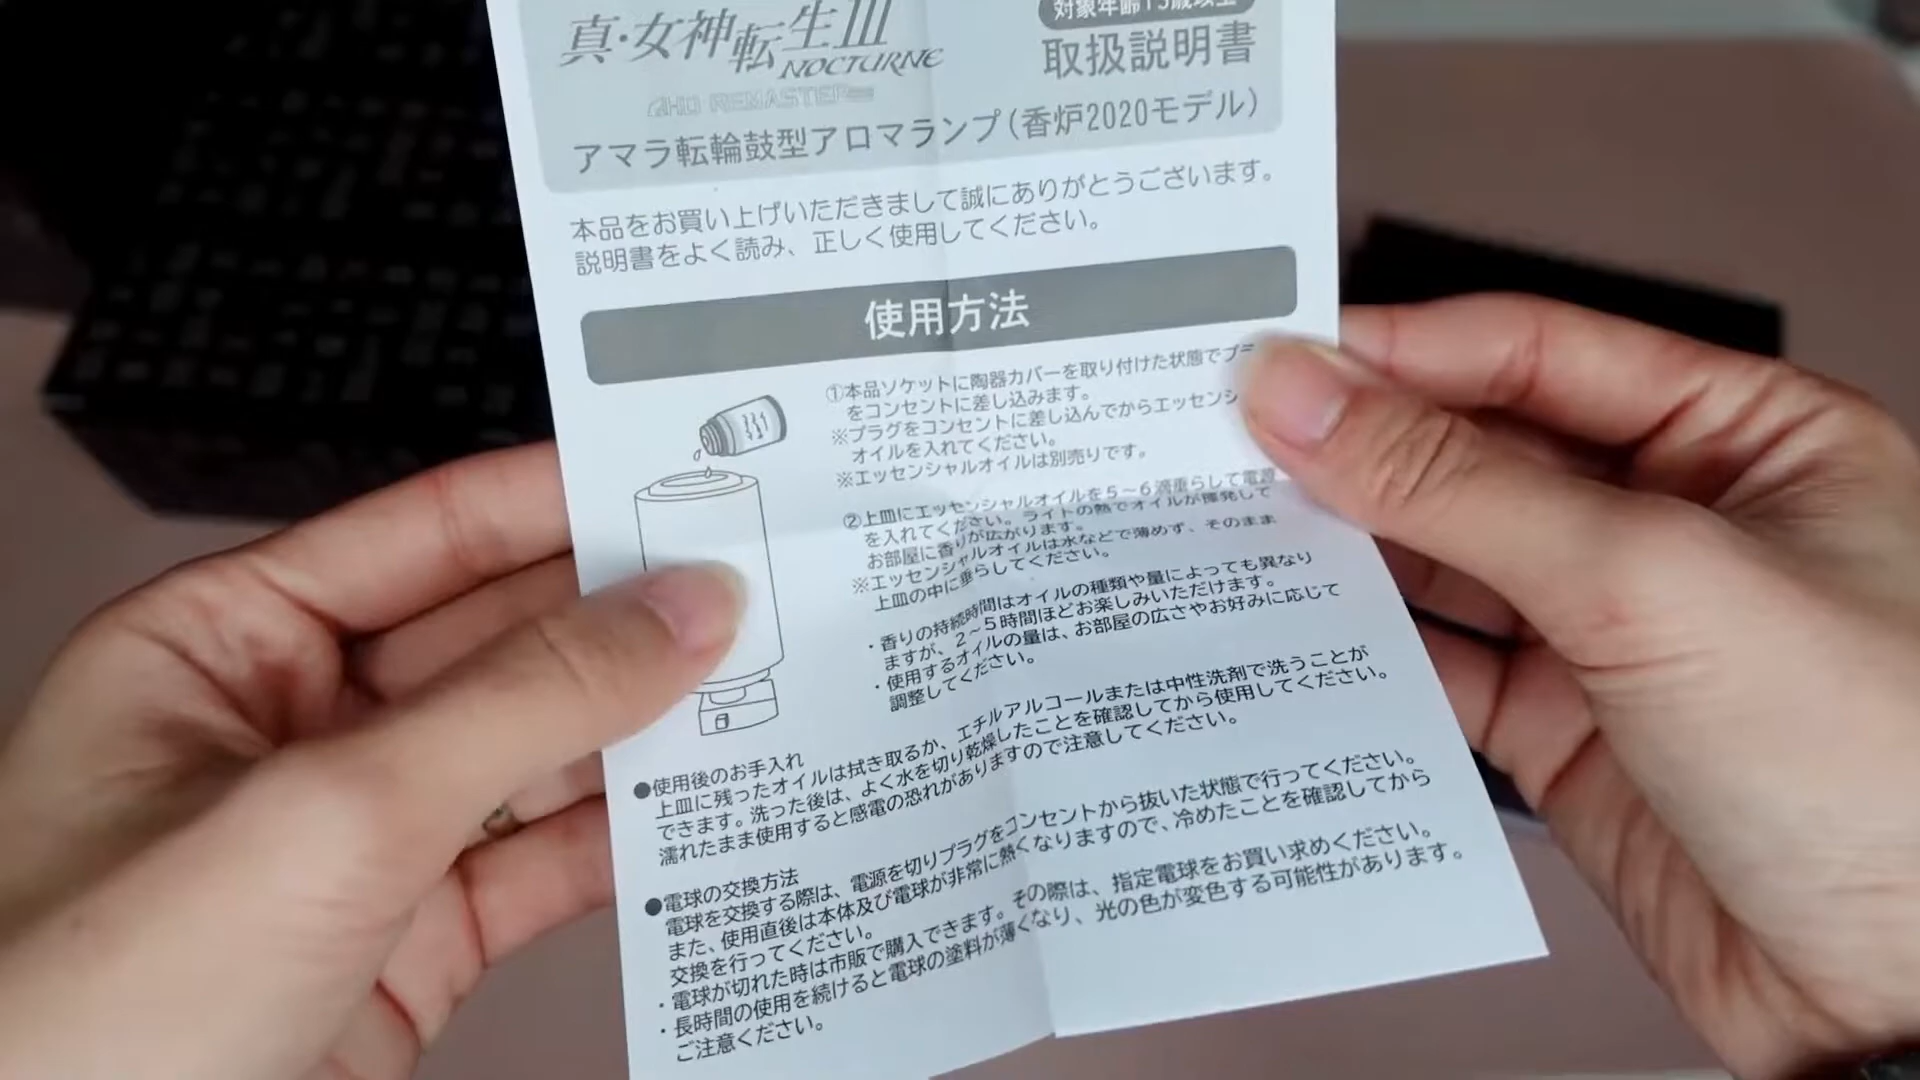 真・女神転生III
NOCTURNE
HD REMASTER
取扱説明書
アマラ転輪鼓型アロマランプ(香炉2020モデル)
本品をお買い上げいただきまして誠にありがとうございます。
説明書をよく読み、正しく使用してください。
使用方法
①本品ソケットに陶器カバーを取り付けた状態でプ
をコンセントに差し込みます。
※プラグをコンセントに差し込んでからエッセンシ
オイルを入れてください。
※エッセンシャルオイルは別売りです。
②上皿にエッセンシャルオイルを5~6滴垂らして電源
を入れてください。ライトの熱でオイルが揮発して
お部屋に香りが広がります。
※エッセンシャルオイルは水などで薄めず、そのまま
上皿の中に垂らしてください。
・香りの持続時間はオイルの種類や量によっても異なり
ますが、2~5時間ほどお楽しみいただけます。
・使用するオイルの量は、お部屋の広さやお好みに応じて
調整してください。
●使用後のお手入れ
上皿に残ったオイルは拭き取るか、エチルアルコールまたは中性洗剤で洗うことが
できます。洗った後は、よく水を切り乾燥したことを確認してから使用してください。
濡れたまま使用すると感電の恐れがありますので注意してください。
●電球の交換方法
電球を交換する際は、電源を切りプラグをコンセントから抜いた状態で行ってください。
また、使用直後は本体及び電球が非常に熱くなりますので、冷めたことを確認してから
交換を行ってください。
・電球が切れた時は市販で購入できます。その際は、指定電球をお買い求めください。
・長時間の使用を続けると電球の塗料が薄くなり、光の色が変色する可能性があります。
ご注意ください。